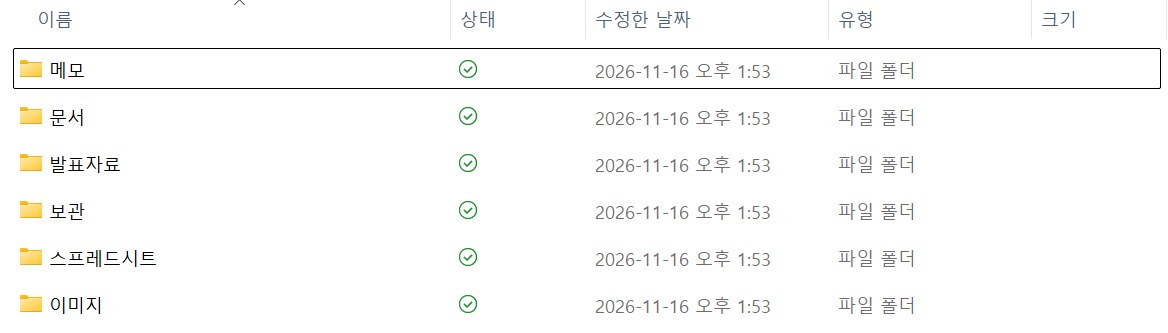 이름 상태 수정한 날짜 유형 크기
메모 2026-11-16 오후 1:53 파일 폴더
문서 2026-11-16 오후 1:53 파일 폴더
발표자료 2026-11-16 오후 1:53 파일 폴더
보관 2026-11-16 오후 1:53 파일 폴더
스프레드시트 2026-11-16 오후 1:53 파일 폴더
이미지 2026-11-16 오후 1:53 파일 폴더